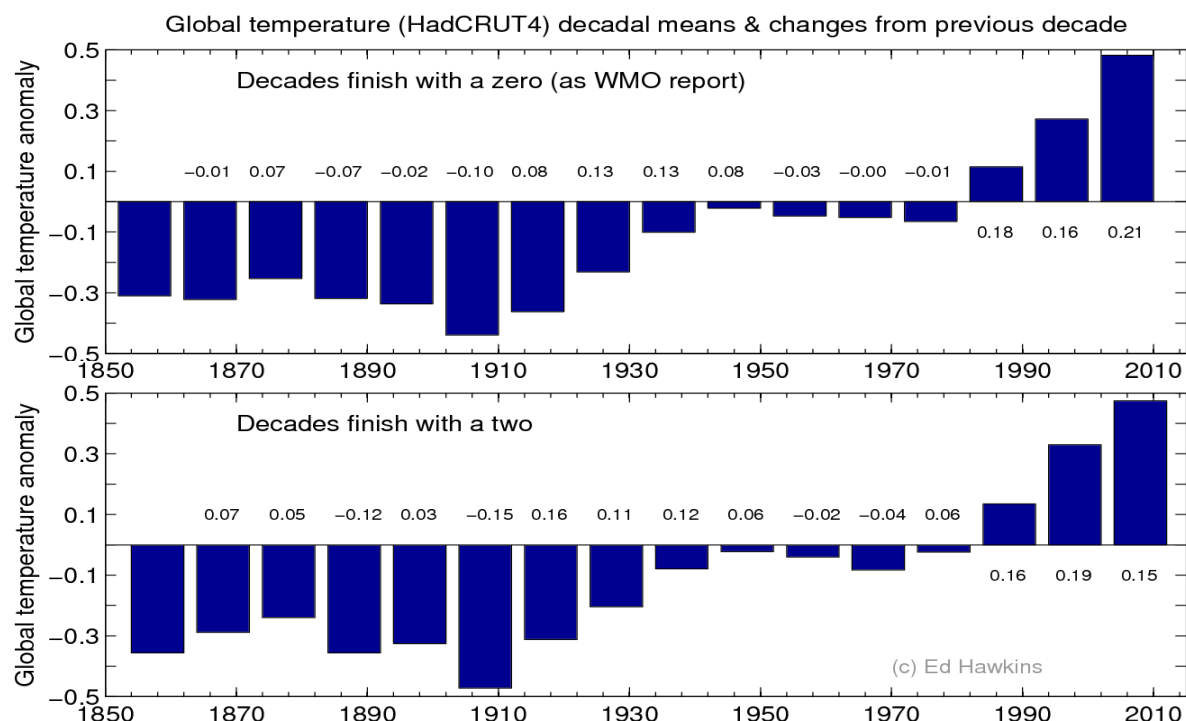 Global temperature (HadCRUT4) decadal means & changes from previous decade
Decades finish with a zero (as WMO report)
Global temperature anomaly
0.5
0.3
0.1
−0.1
−0.3
−0.5
−0.01 0.07 −0.07 −0.02 −0.10 0.08 0.13 0.13 0.08 −0.03 −0.00 −0.01
0.18 0.16 0.21
1850 1870 1890 1910 1930 1950 1970 1990 2010
Decades finish with a two
Global temperature anomaly
0.5
0.3
0.1
−0.1
−0.3
−0.5
0.07 0.05 −0.12 0.03 −0.15 0.16 0.11 0.12 0.06 −0.02 −0.04 0.06
0.16 0.19 0.15
(c) Ed Hawkins
1850 1870 1890 1910 1930 1950 1970 1990 2010